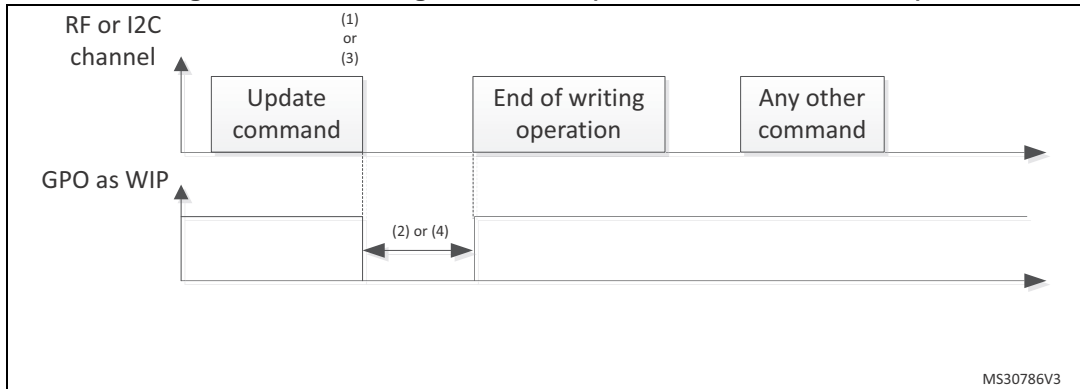 RF or I2C
channel
(1)
or
(3)
Update
command
End of writing
operation
Any other
command
GPO as WIP
(2) or (4)
MS30786V3